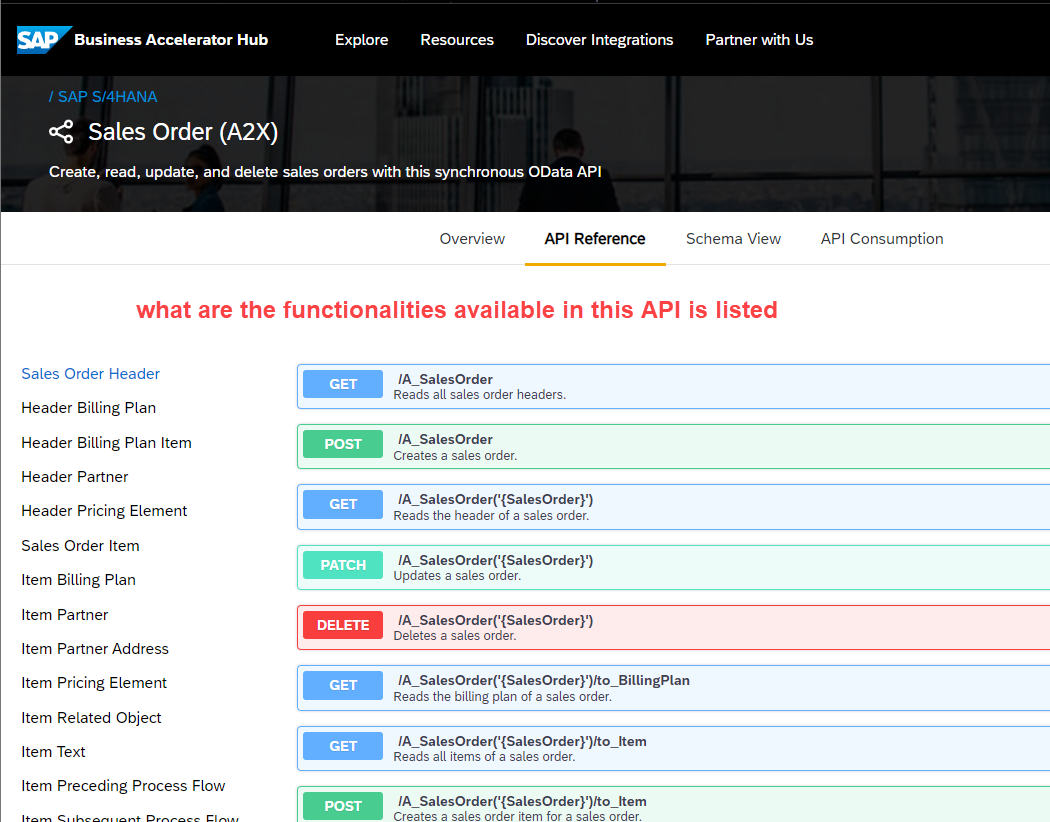 SAP Business Accelerator Hub Explore Resources Discover Integrations Partner with Us
/ SAP S/4HANA
Sales Order (A2X)
Create, read, update, and delete sales orders with this synchronous OData API
Overview API Reference Schema View API Consumption
what are the functionalities available in this API is listed
Sales Order Header
Header Billing Plan
Header Billing Plan Item
Header Partner
Header Pricing Element
Sales Order Item
Item Billing Plan
Item Partner
Item Partner Address
Item Pricing Element
Item Related Object
Item Text
Item Preceding Process Flow
Item Subsequent Process Flow
GET /A_SalesOrder
Reads all sales order headers.
POST /A_SalesOrder
Creates a sales order.
GET /A_SalesOrder('{SalesOrder}')
Reads the header of a sales order.
PATCH /A_SalesOrder('{SalesOrder}')
Updates a sales order.
DELETE /A_SalesOrder('{SalesOrder}')
Deletes a sales order.
GET /A_SalesOrder('{SalesOrder}')/to_BillingPlan
Reads the billing plan of a sales order.
GET /A_SalesOrder('{SalesOrder}')/to_Item
Reads all items of a sales order.
POST /A_SalesOrder('{SalesOrder}')/to_Item
Creates a sales order item for a sales order.